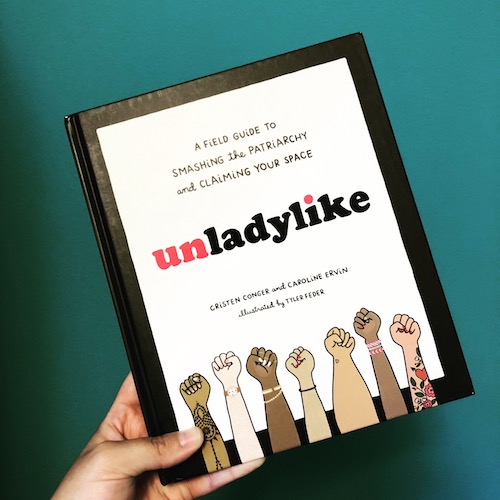 A FIELD GUIDE TO
SMASHING the PATRIARCHY
and CLAIMING YOUR SPACE
unladylike
CRISTEN CONGER and CAROLINE ERVIN
illustrated by TYLER FEDER